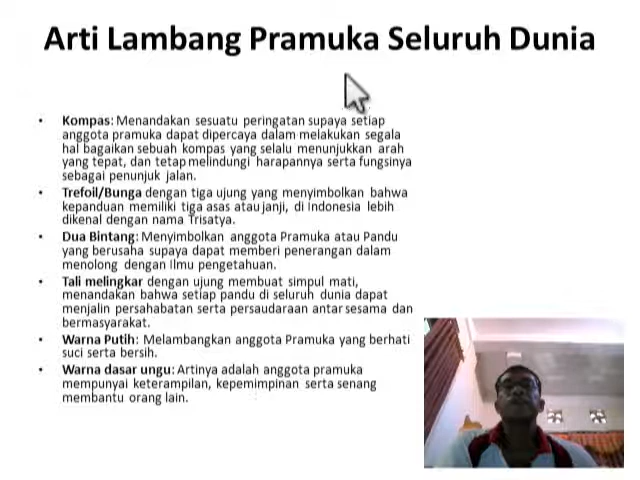 Arti Lambang Pramuka Seluruh Dunia
• Kompas: Menandakan sesuatu peringatan supaya setiap
anggota pramuka dapat dipercaya dalam melakukan segala
hal bagaikan sebuah kompas yang selalu menunjukkan arah
yang tepat, dan tetap melindungi harapannya serta fungsinya
sebagai penunjuk jalan.
• Trefoil/Bunga dengan tiga ujung yang menyimbolkan bahwa
kepanduan memiliki tiga asas atau janji, di Indonesia lebih
dikenal dengan nama Trisatya.
• Dua Bintang: Menyimbolkan anggota Pramuka atau Pandu
yang berusaha supaya dapat memberi penerangan dalam
menolong dengan Ilmu pengetahuan.
• Tali melingkar dengan ujung membuat simpul mati,
menandakan bahwa setiap pandu di seluruh dunia dapat
menjalin persahabatan serta persaudaraan antar sesama dan
bermasyarakat.
• Warna Putih: Melambangkan anggota Pramuka yang berhati
suci serta bersih.
• Warna dasar ungu: Artinya adalah anggota pramuka
mempunyai keterampilan, kepemimpinan serta senang
membantu orang lain.